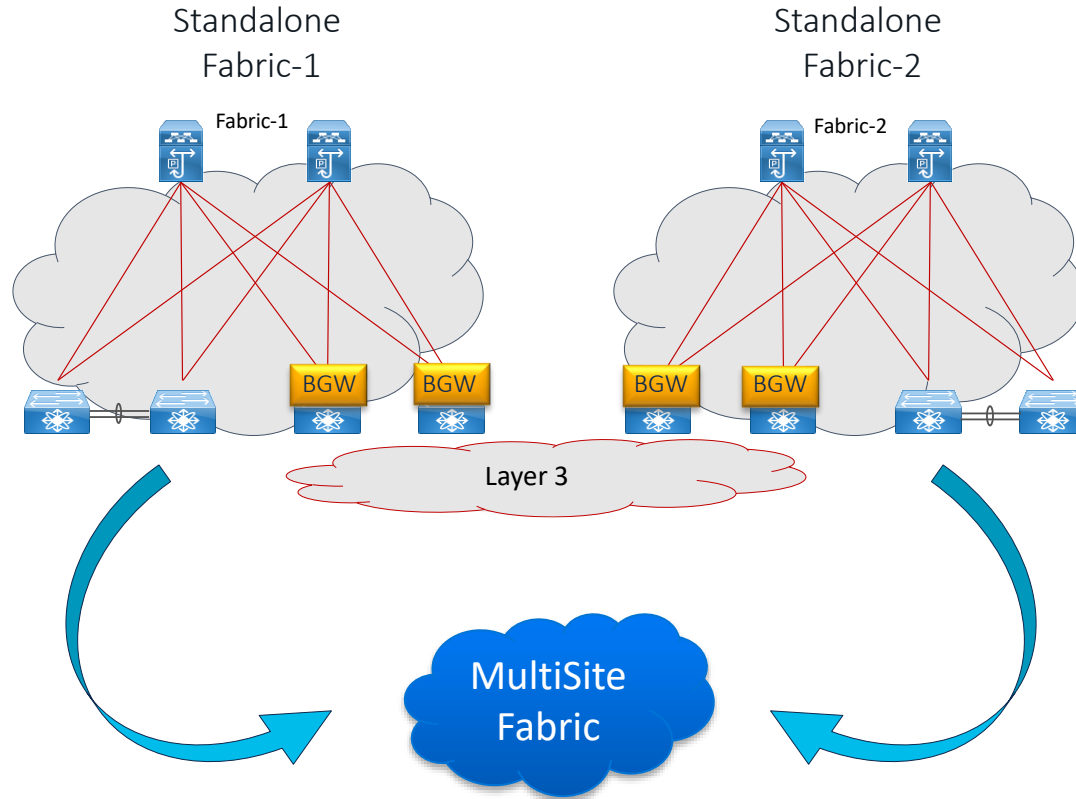 Standalone
Fabric-1
Standalone
Fabric-2
Fabric-1
Fabric-2
P
P
P
P
BGW
BGW
BGW
BGW
Layer 3
MultiSite
Fabric